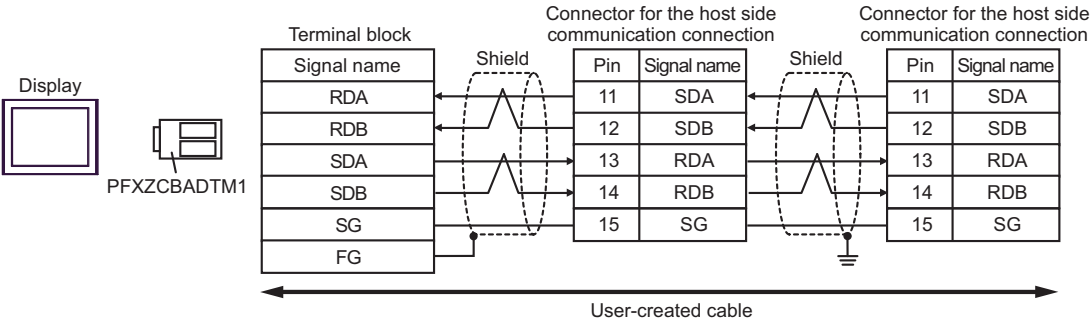 Connector for the host side communication connection
Connector for the host side communication connection
Display
PFXZCBADTM1
Terminal block
Shield
Shield
Signal name
Pin Signal name
Pin Signal name
RDA 11 SDA 11 SDA
RDB 12 SDB 12 SDB
SDA 13 RDA 13 RDA
SDB 14 RDB 14 RDB
SG 15 SG 15 SG
FG
User-created cable